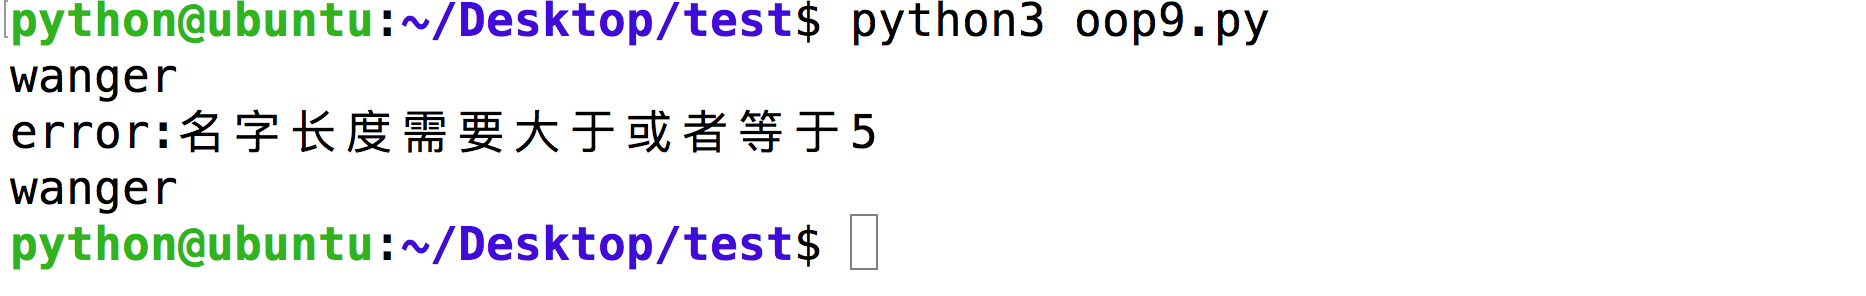 python@ubuntu:~/Desktop/test$ python3 oop9.py
wanger
error:名字长度需要大于或者等于5
wanger
python@ubuntu:~/Desktop/test$